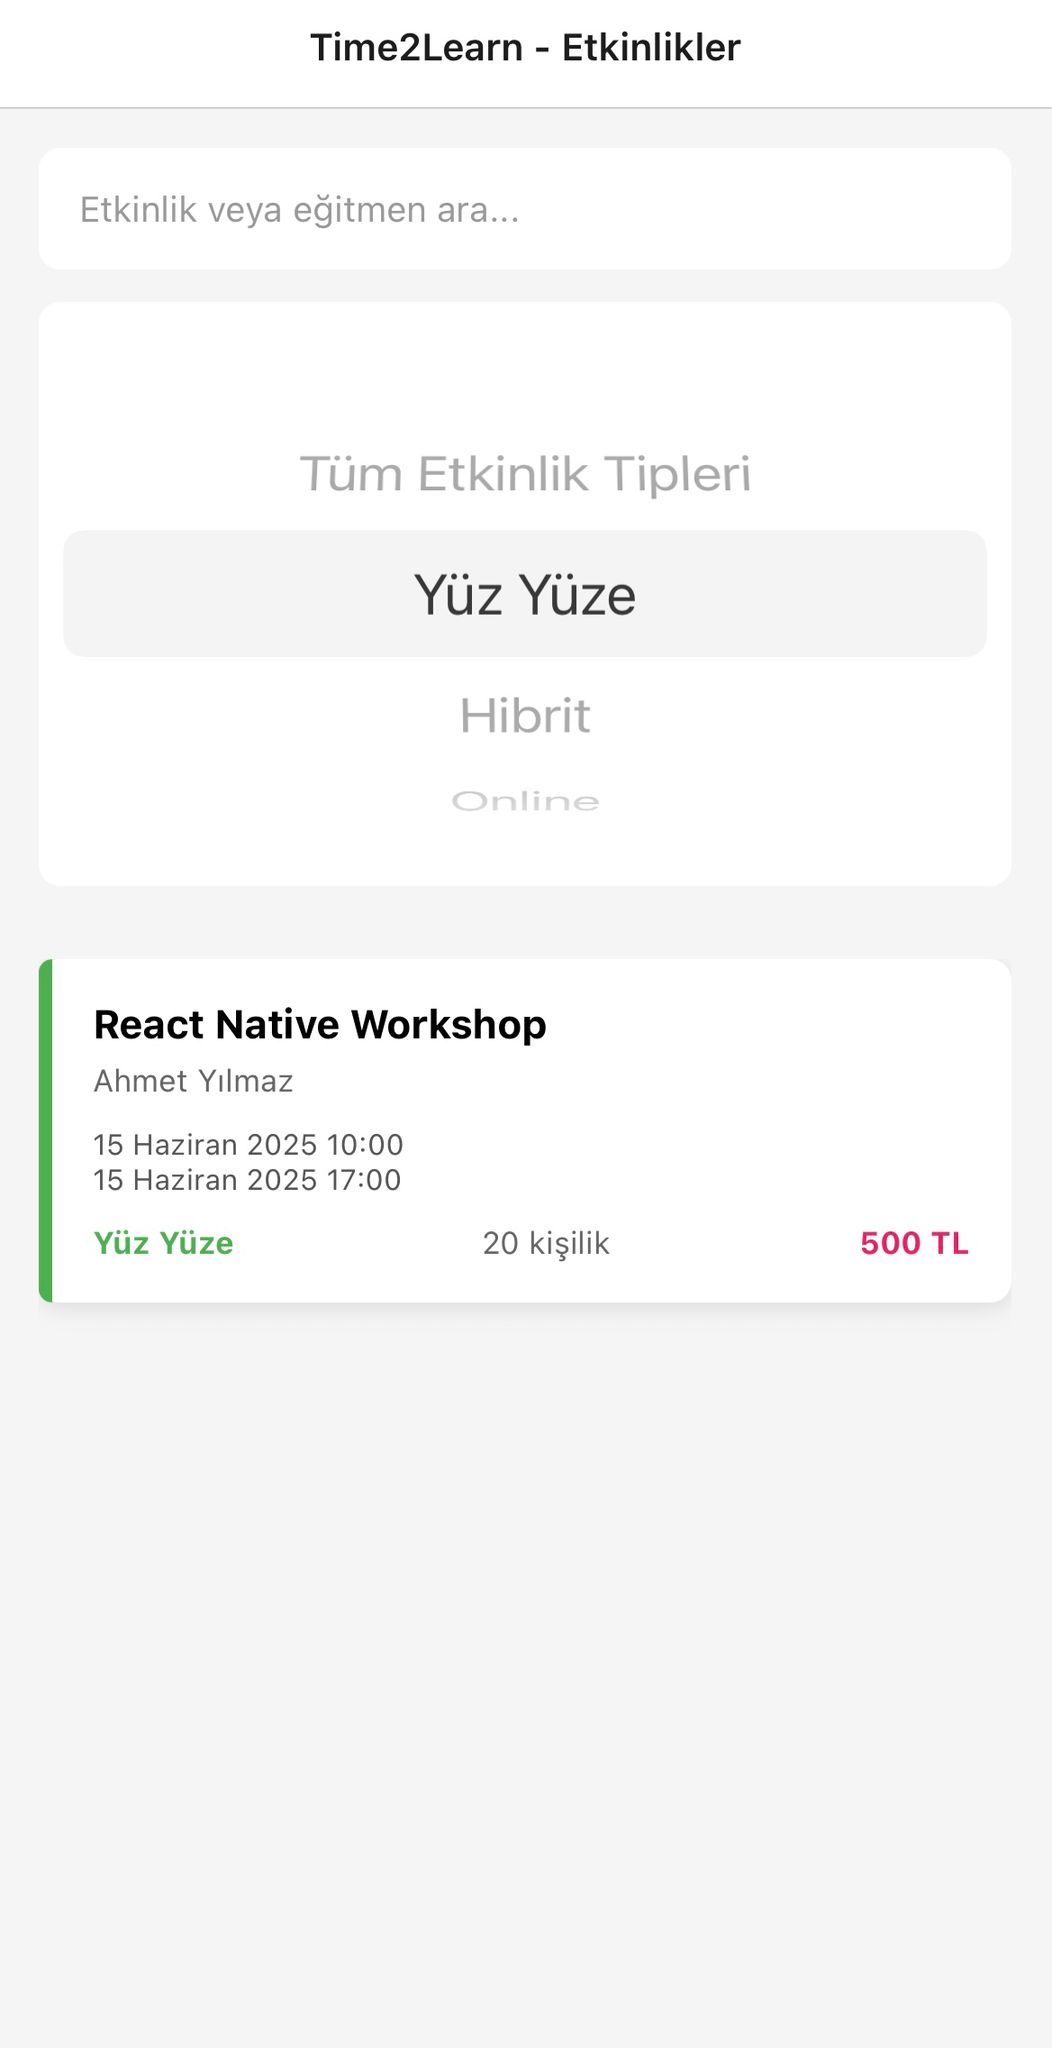 Time2Learn - Etkinlikler
Etkinlik veya eğitmen ara...
Tüm Etkinlik Tipleri
Yüz Yüze
Hibrit
Online
React Native Workshop
Ahmet Yılmaz
15 Haziran 2025 10:00
15 Haziran 2025 17:00
Yüz Yüze 20 kişilik 500 TL